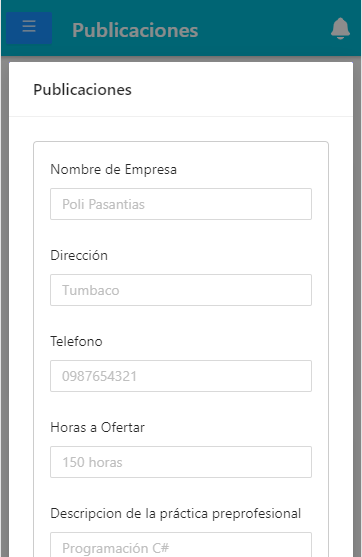 Publicaciones
Publicaciones
Nombre de Empresa
Poli Pasantias
Dirección
Tumbaco
Telefono
0987654321
Horas a Ofertar
150 horas
Descripcion de la práctica preprofesional
Programación C#